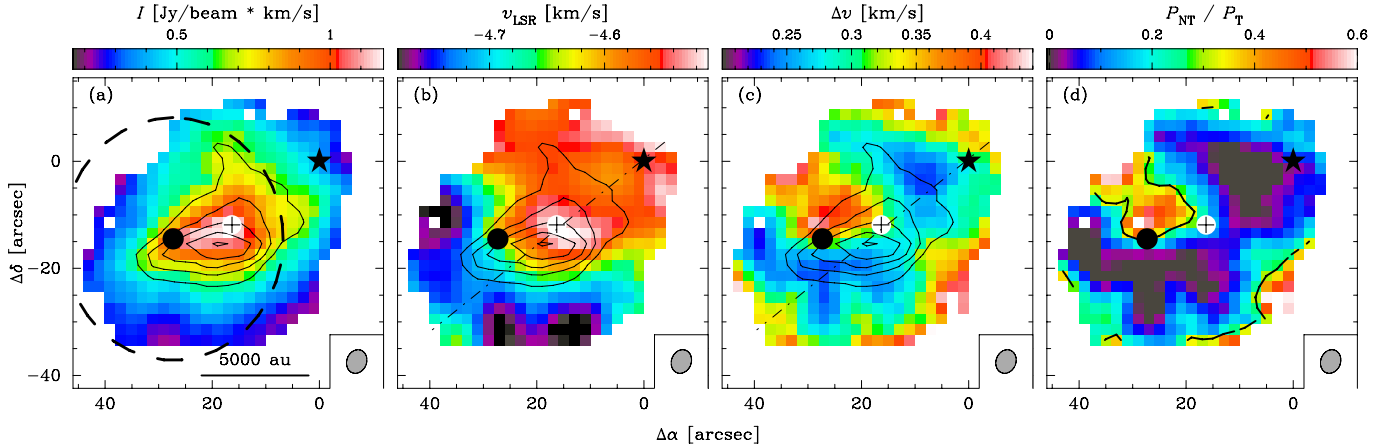 I [Jy/beam * km/s] v_LSR [km/s] Δv [km/s] P_NT / P_T
0.5 1 −4.7 −4.6 0.25 0.3 0.35 0.4 0 0.2 0.4 0.6
(a) (b) (c) (d)
0
−20
−40
Δδ [arcsec]
5000 au
40 20 0 40 20 0 40 20 0 40 20 0
Δα [arcsec]